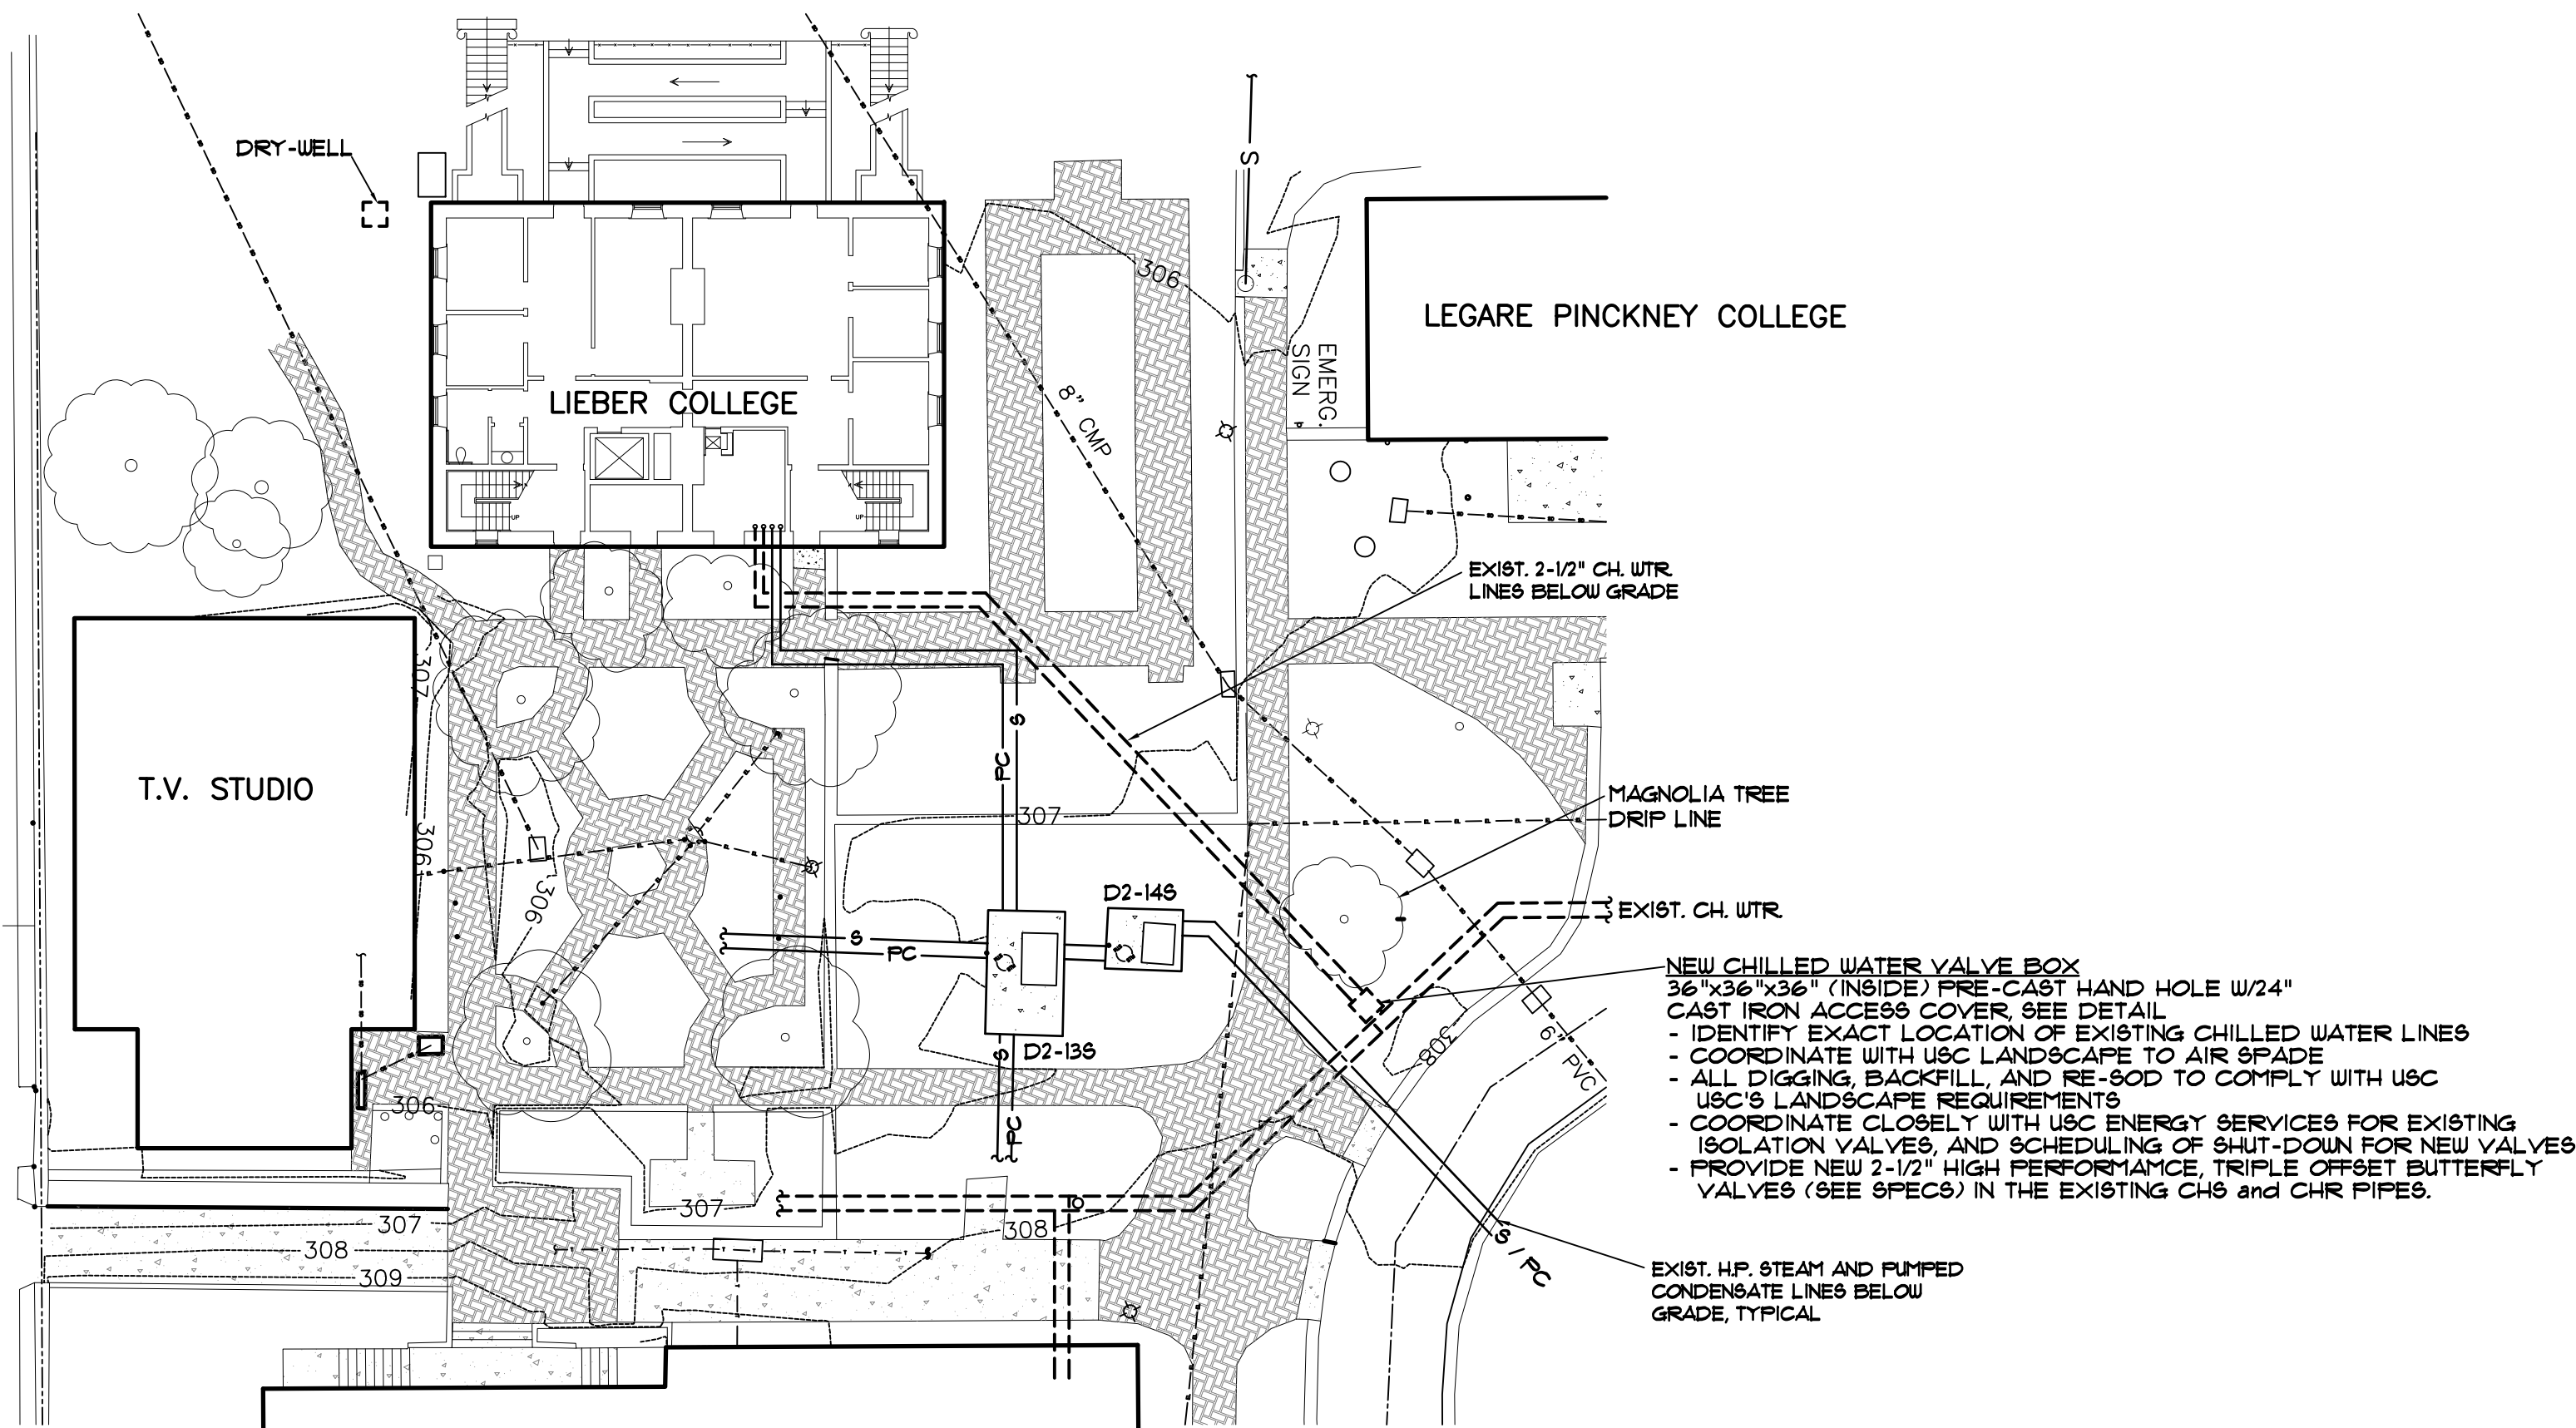 DRY-WELL
S
306
LEGARE PINCKNEY COLLEGE
EMERG.
SIGN
LIEBER COLLEGE
8" CMP
UP
UP
EXIST. 2-1/2" CH. WTR.
LINES BELOW GRADE
307
S
PC
T.V. STUDIO
MAGNOLIA TREE
DRIP LINE
307
306
306
D2-14S
EXIST. CH. WTR.
S
PC
NEW CHILLED WATER VALVE BOX
36"x36"x36" (INSIDE) PRE-CAST HAND HOLE W/24"
CAST IRON ACCESS COVER, SEE DETAIL
- IDENTIFY EXACT LOCATION OF EXISTING CHILLED WATER LINES
- COORDINATE WITH USC LANDSCAPE TO AIR SPADE
- ALL DIGGING, BACKFILL, AND RE-SOD TO COMPLY WITH USC
USC'S LANDSCAPE REQUIREMENTS
- COORDINATE CLOSELY WITH USC ENERGY SERVICES FOR EXISTING
ISOLATION VALVES, AND SCHEDULING OF SHUT-DOWN FOR NEW VALVES
- PROVIDE NEW 2-1/2" HIGH PERFORMAMCE, TRIPLE OFFSET BUTTERFLY
VALVES (SEE SPECS) IN THE EXISTING CHS and CHR PIPES.
308
6" PVC
D2-13S
S
PC
306
307
307
308
308
309
S / PC
EXIST. H.P. STEAM AND PUMPED
CONDENSATE LINES BELOW
GRADE, TYPICAL